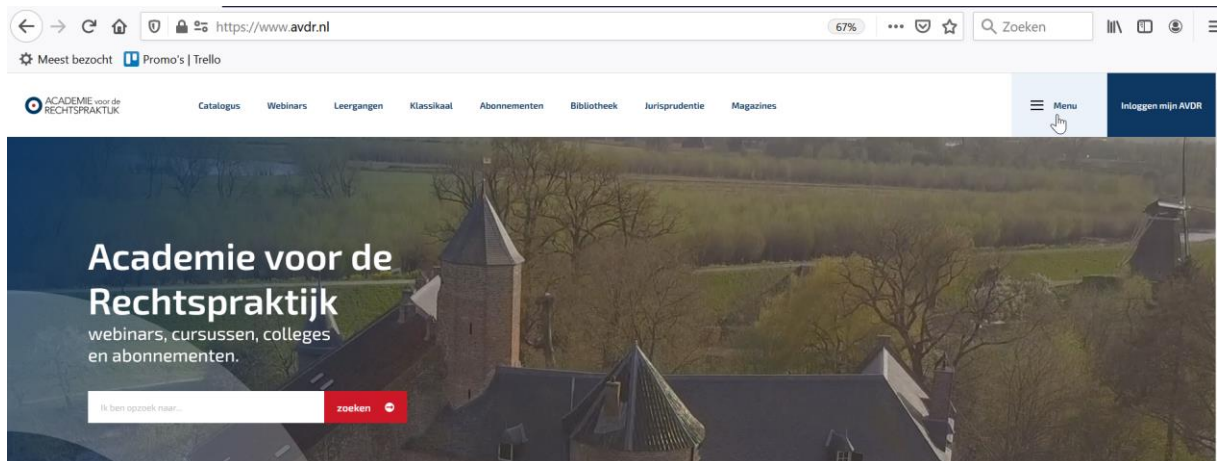 https://www.avdr.nl
67%
Zoeken
Meest bezocht
Promo's | Trello
ACADEMIE voor de
RECHTSPRAKTIJK
Catalogus
Webinars
Leergangen
Klassikaal
Abonnementen
Bibliotheek
Jurisprudentie
Magazines
Menu
Inloggen mijn AVDR
Academie voor de
Rechtspraktijk
webinars, cursussen, colleges
en abonnementen.
Ik ben opzoek naar...
zoeken